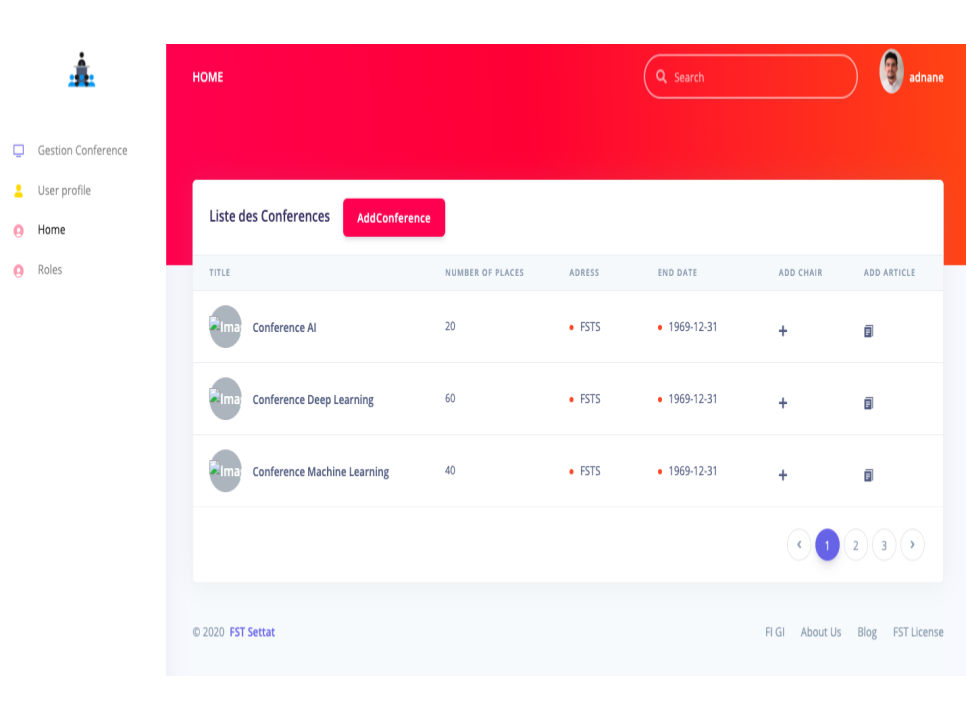 HOME
Search
adnane
Gestion Conference
User profile
Home
Roles
Liste des Conferences
AddConference
TITLE NUMBER OF PLACES ADRESS END DATE ADD CHAIR ADD ARTICLE
Ima Conference AI 20 FSTS 1969-12-31
Ima Conference Deep Learning 60 FSTS 1969-12-31
Ima Conference Machine Learning 40 FSTS 1969-12-31
1 2 3
© 2020 FST Settat
FI GI About Us Blog FST License